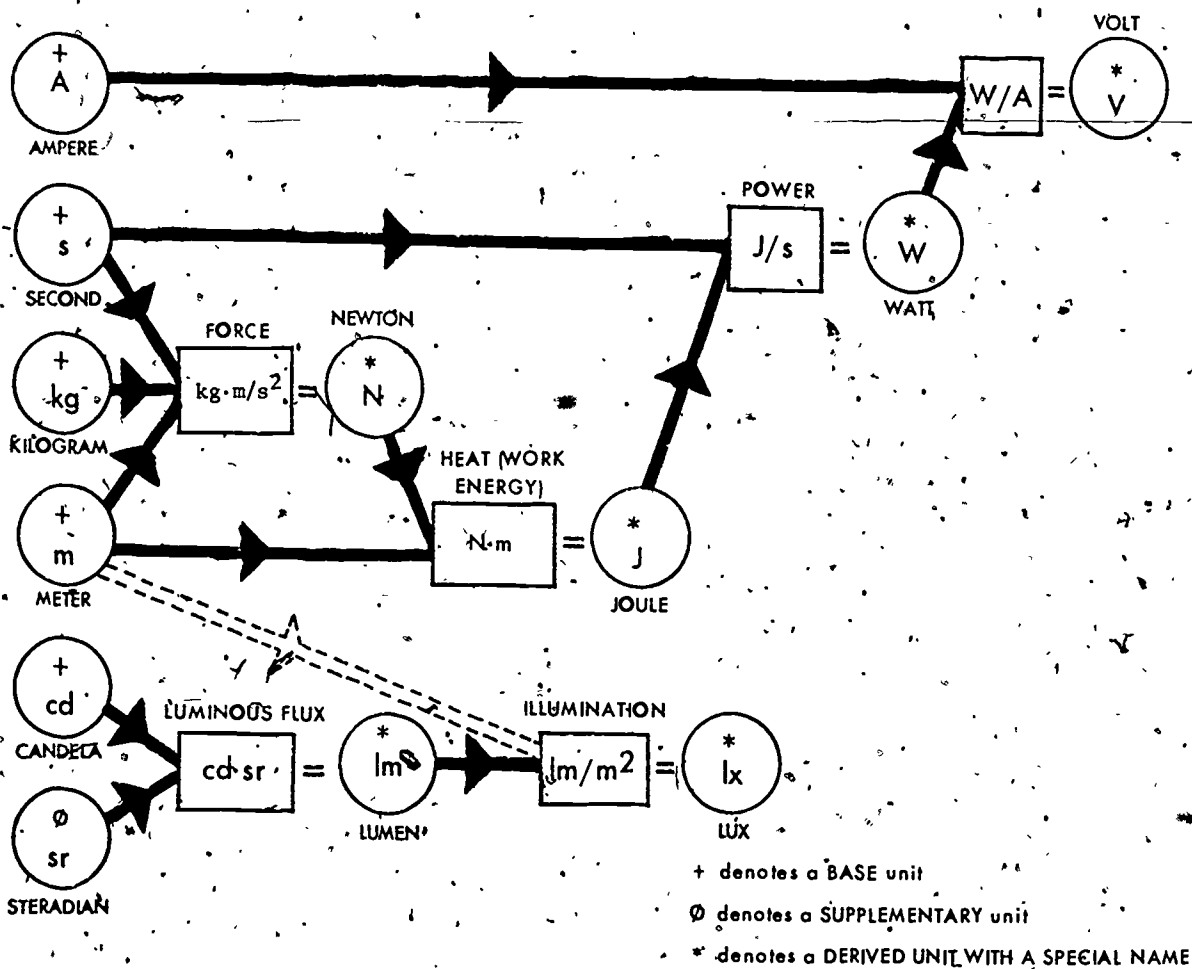 VOLT
+
A
AMPERE
W/A
=
*
V
+
s
SECOND
POWER
J/s
=
*
W
WATT
FORCE
NEWTON
+
kg
KILOGRAM
kg·m/s²
=
*
N
HEAT (WORK
ENERGY)
+
m
METER
N·m
=
*
J
JOULE
+
cd
CANDELA
LUMINOUS FLUX
ILLUMINATION
cd·sr
=
*
lm
LUMEN
lm/m²
=
*
lx
LUX
Ø
sr
STERADIAN
+ denotes a BASE unit
Ø denotes a SUPPLEMENTARY unit
* denotes a DERIVED UNIT WITH A SPECIAL NAME